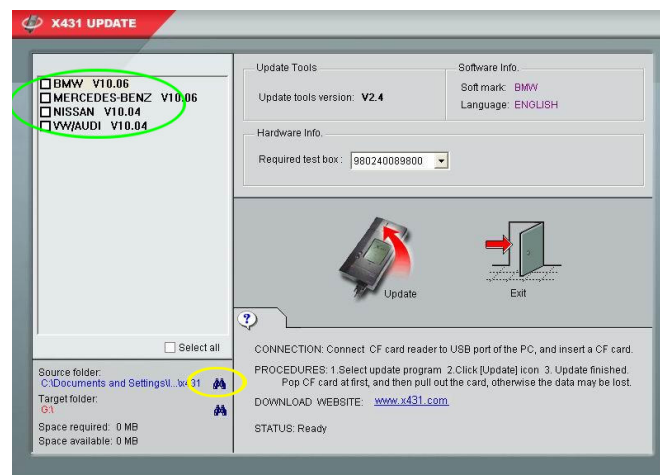 X431 UPDATE
BMW V10.06
MERCEDES-BENZ V10.06
NISSAN V10.04
VW/AUDI V10.04
Select all
Source folder:
C:\Documents and Settings\l...\x431
Target folder:
G:\
Space required: 0 MB
Space available: 0 MB
Update Tools
Update tools version: V2.4
Software Info.
Soft mark: BMW
Language: ENGLISH
Hardware Info.
Required test box: 980240089800
Update
Exit
?
CONNECTION: Connect CF card reader to USB port of the PC, and insert a CF card.
PROCEDURES: 1.Select update program 2.Click [Update] icon 3. Update finished.
Pop CF card at first, and then pull out the card, otherwise the data may be lost.
DOWNLOAD WEBSITE: www.x431.com
STATUS: Ready